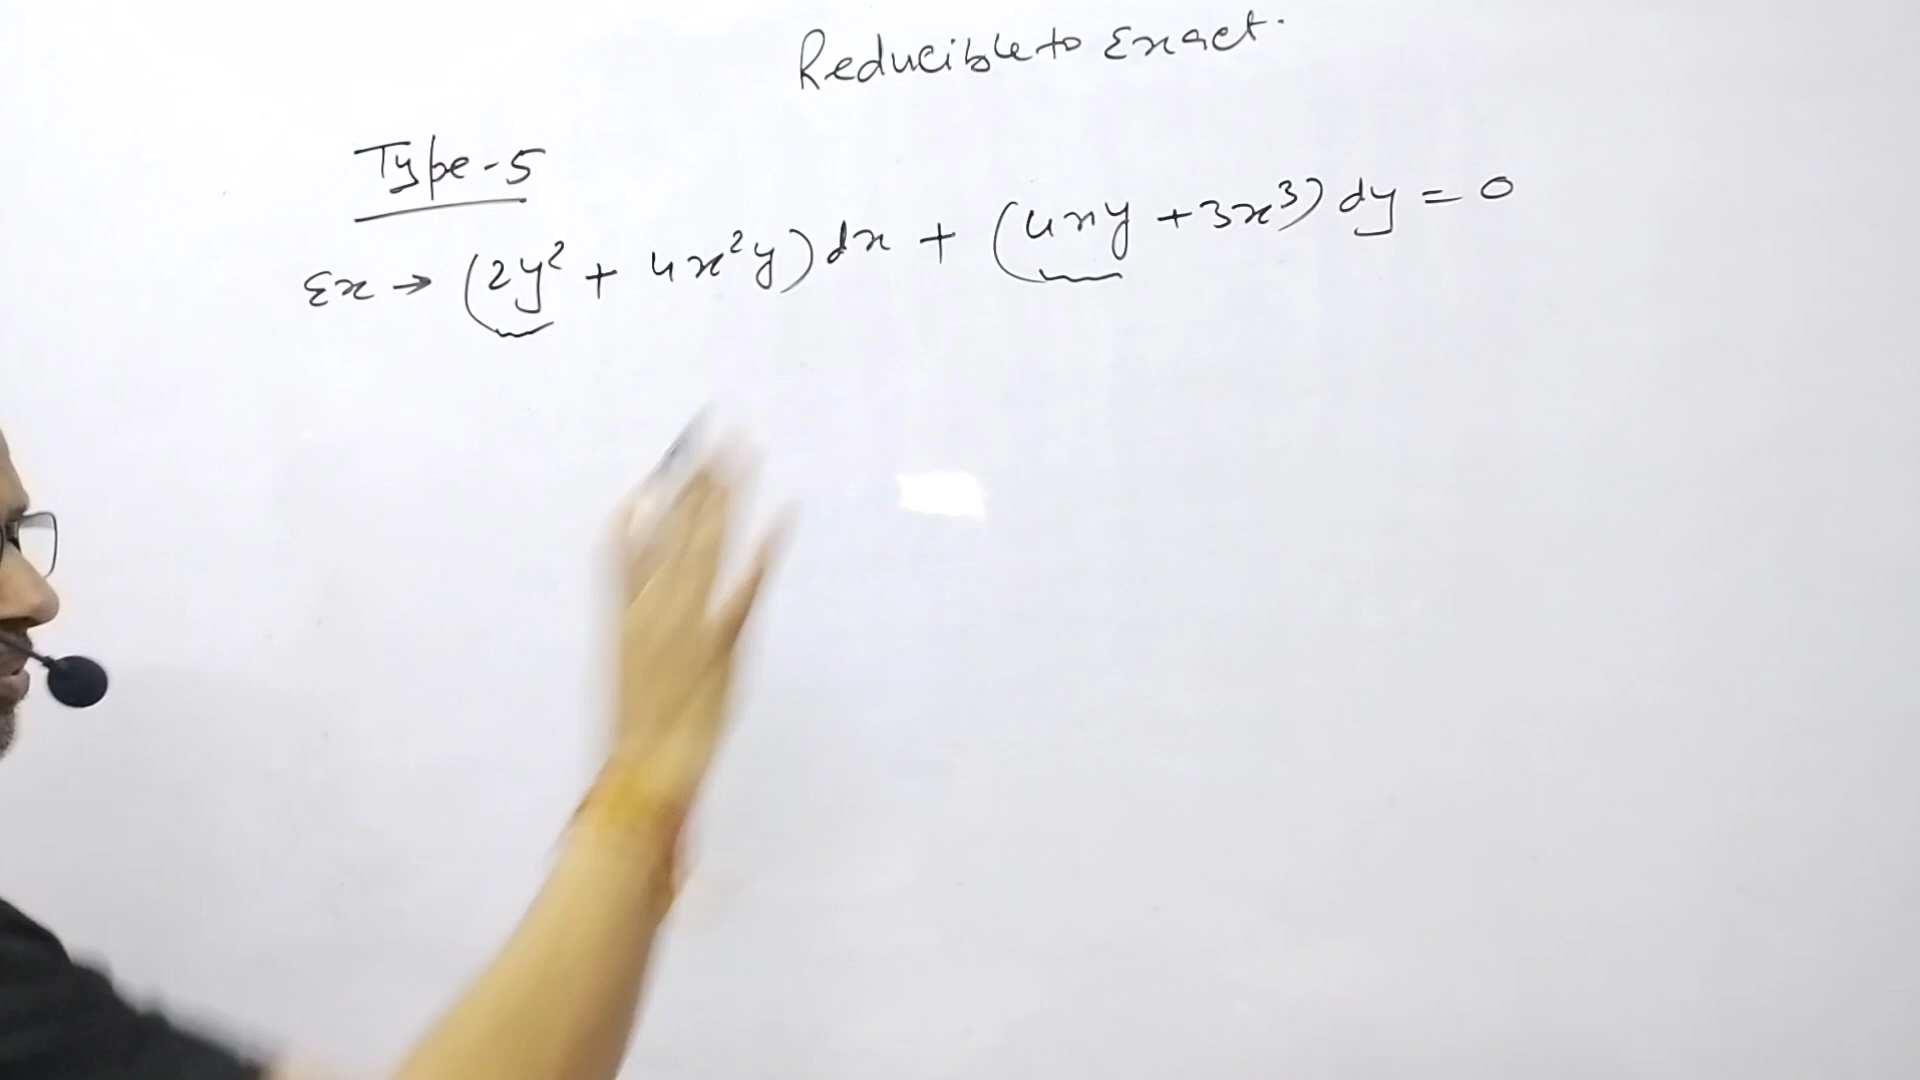 Reducible to Exact.
Type-5
Ex → (2y² + 4x²y)dx + (4xy + 3x³)dy = 0